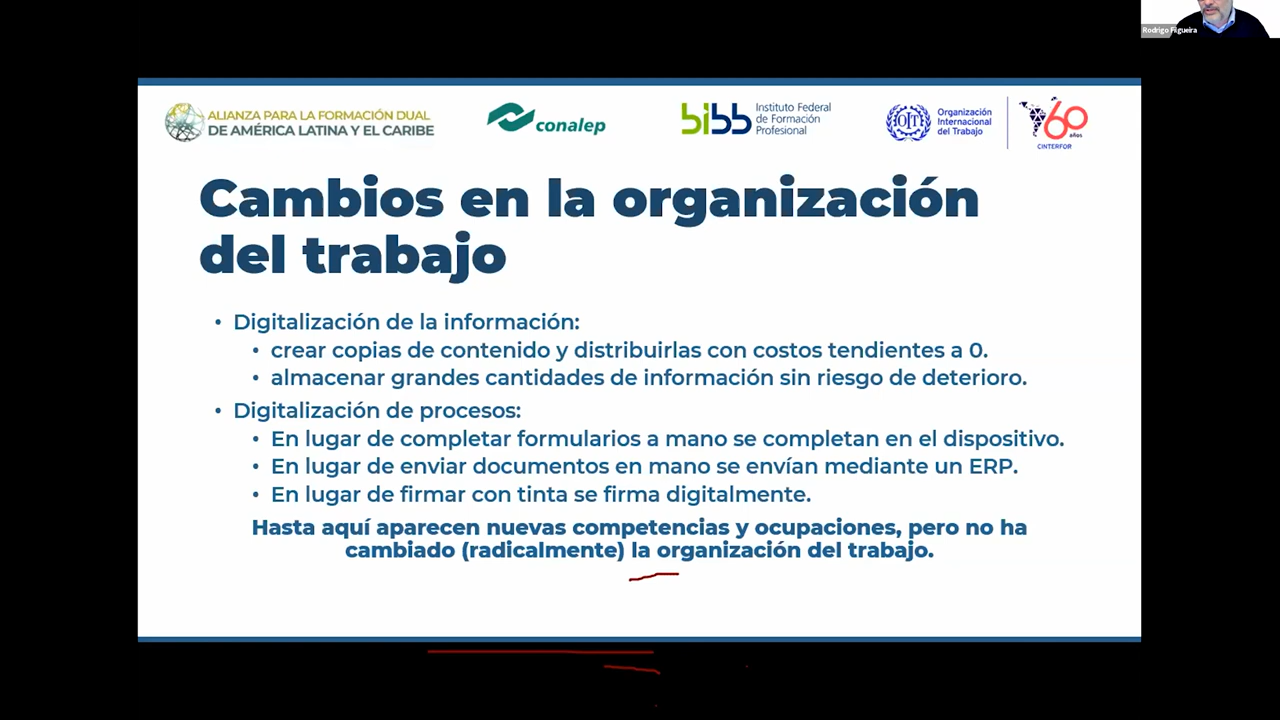 Rodrigo Filgueira
ALIANZA PARA LA FORMACIÓN DUAL
DE AMÉRICA LATINA Y EL CARIBE
conalep
bibb
Instituto Federal
de Formación
Profesional
OIT
Organización
Internacional
del Trabajo
60
años
CINTERFOR
Cambios en la organización
del trabajo
• Digitalización de la información:
• crear copias de contenido y distribuirlas con costos tendientes a 0.
• almacenar grandes cantidades de información sin riesgo de deterioro.
• Digitalización de procesos:
• En lugar de completar formularios a mano se completan en el dispositivo.
• En lugar de enviar documentos en mano se envían mediante un ERP.
• En lugar de firmar con tinta se firma digitalmente.
Hasta aquí aparecen nuevas competencias y ocupaciones, pero no ha
cambiado (radicalmente) la organización del trabajo.